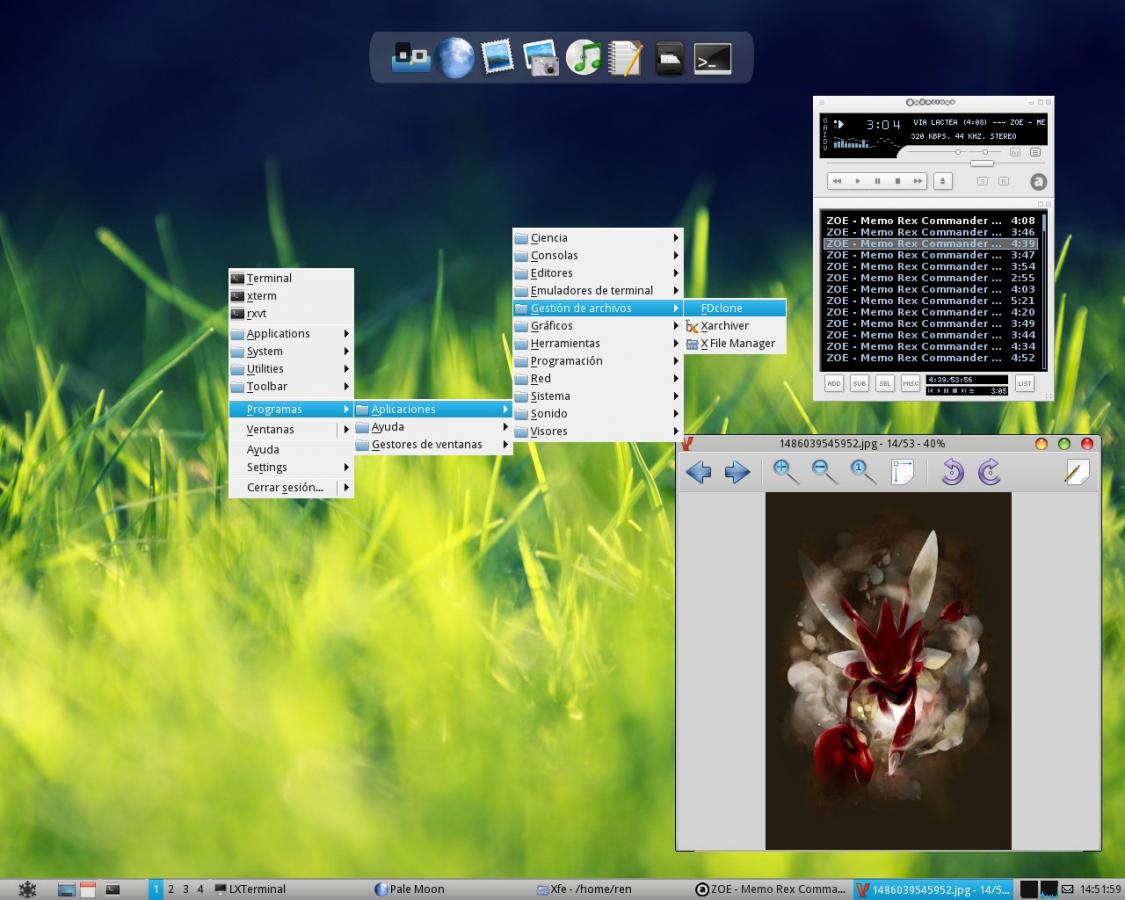 >_
audacious
O
A
I
D
V
3:04
VIA LACTEA (4:08) --- ZOE - ME
320 KBPS, 44 KHZ, STEREO
S
R
a
ZOE - Memo Rex Commander ... 4:08
ZOE - Memo Rex Commander ... 3:46
ZOE - Memo Rex Commander ... 4:39
ZOE - Memo Rex Commander ... 3:47
ZOE - Memo Rex Commander ... 3:54
ZOE - Memo Rex Commander ... 2:55
ZOE - Memo Rex Commander ... 4:03
ZOE - Memo Rex Commander ... 5:21
ZOE - Memo Rex Commander ... 4:20
ZOE - Memo Rex Commander ... 3:49
ZOE - Memo Rex Commander ... 3:44
ZOE - Memo Rex Commander ... 4:34
ZOE - Memo Rex Commander ... 4:52
ADD SUB SEL MISC 4:39/53:56 LIST
3:05
Terminal
xterm
rxvt
Applications
System
Utilities
Toolbar
Programas
Ventanas
Ayuda
Settings
Cerrar sesión...
Aplicaciones
Ayuda
Gestores de ventanas
Ciencia
Consolas
Editores
Emuladores de terminal
Gestión de archivos
Gráficos
Herramientas
Programación
Red
Sistema
Sonido
Visores
FDclone
Xarchiver
X File Manager
1486039545952.jpg - 14/53 - 40%
1
1 2 3 4 LXTerminal Pale Moon Xfe - /home/ren ZOE - Memo Rex Comma... 1486039545952.jpg - 14/5... 14:51:59